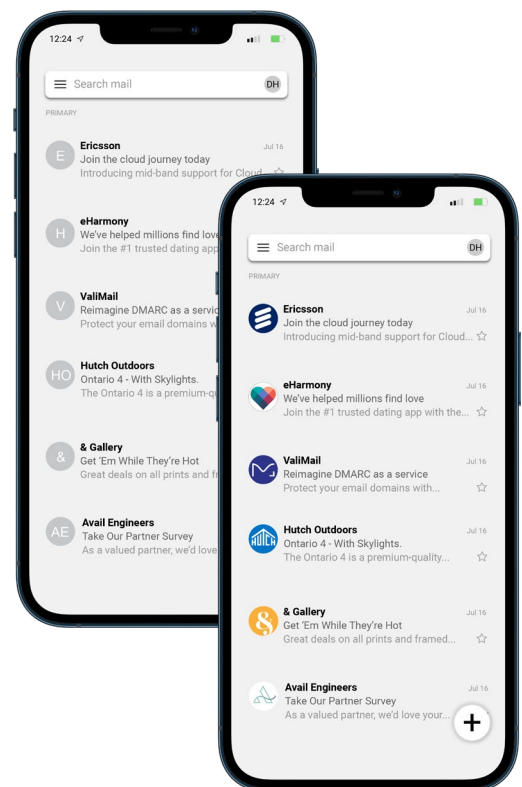 12:24
Search mail
DH
PRIMARY
E
Ericsson
Jul 16
Join the cloud journey today
Introducing mid-band support for Cloud
H
eHarmony
We've helped millions find love
Join the #1 trusted dating app
V
ValiMail
Reimagine DMARC as a servic
Protect your email domains w
HO
Hutch Outdoors
Ontario 4 - With Skylights.
The Ontario 4 is a premium-q
&
& Gallery
Get 'Em While They're Hot
Great deals on all prints and f
AE
Avail Engineers
Take Our Partner Survey
As a valued partner, we'd love
12:24
Search mail
DH
PRIMARY
Ericsson
Jul 16
Join the cloud journey today
Introducing mid-band support for Cloud...
eHarmony
Jul 16
We've helped millions find love
Join the #1 trusted dating app with the...
ValiMail
Jul 16
Reimagine DMARC as a service
Protect your email domains with...
HUTCH
Hutch Outdoors
Jul 16
Ontario 4 - With Skylights.
The Ontario 4 is a premium-quality...
&
& Gallery
Jul 16
Get 'Em While They're Hot
Great deals on all prints and framed...
Avail Engineers
Jul 16
Take Our Partner Survey
As a valued partner, we'd love your...
+